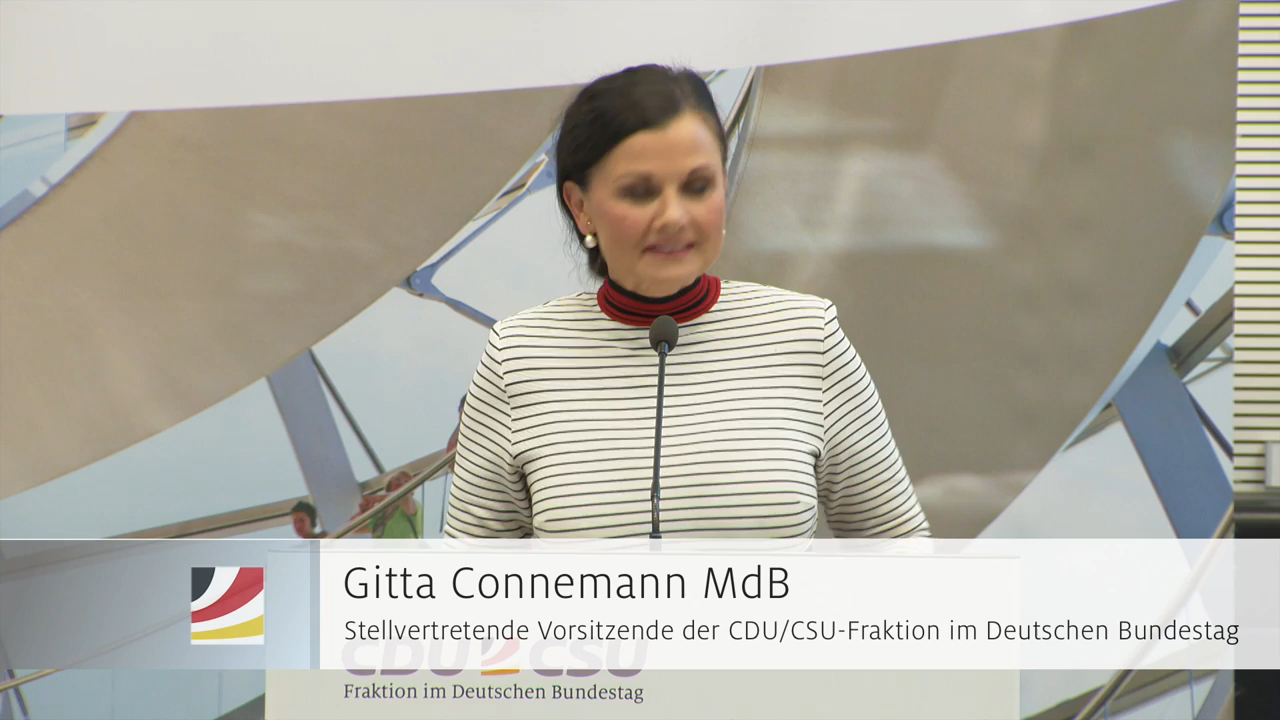 Gitta Connemann MdB
Stellvertretende Vorsitzende der CDU/CSU-Fraktion im Deutschen Bundestag
CDU CSU
Fraktion im Deutschen Bundestag